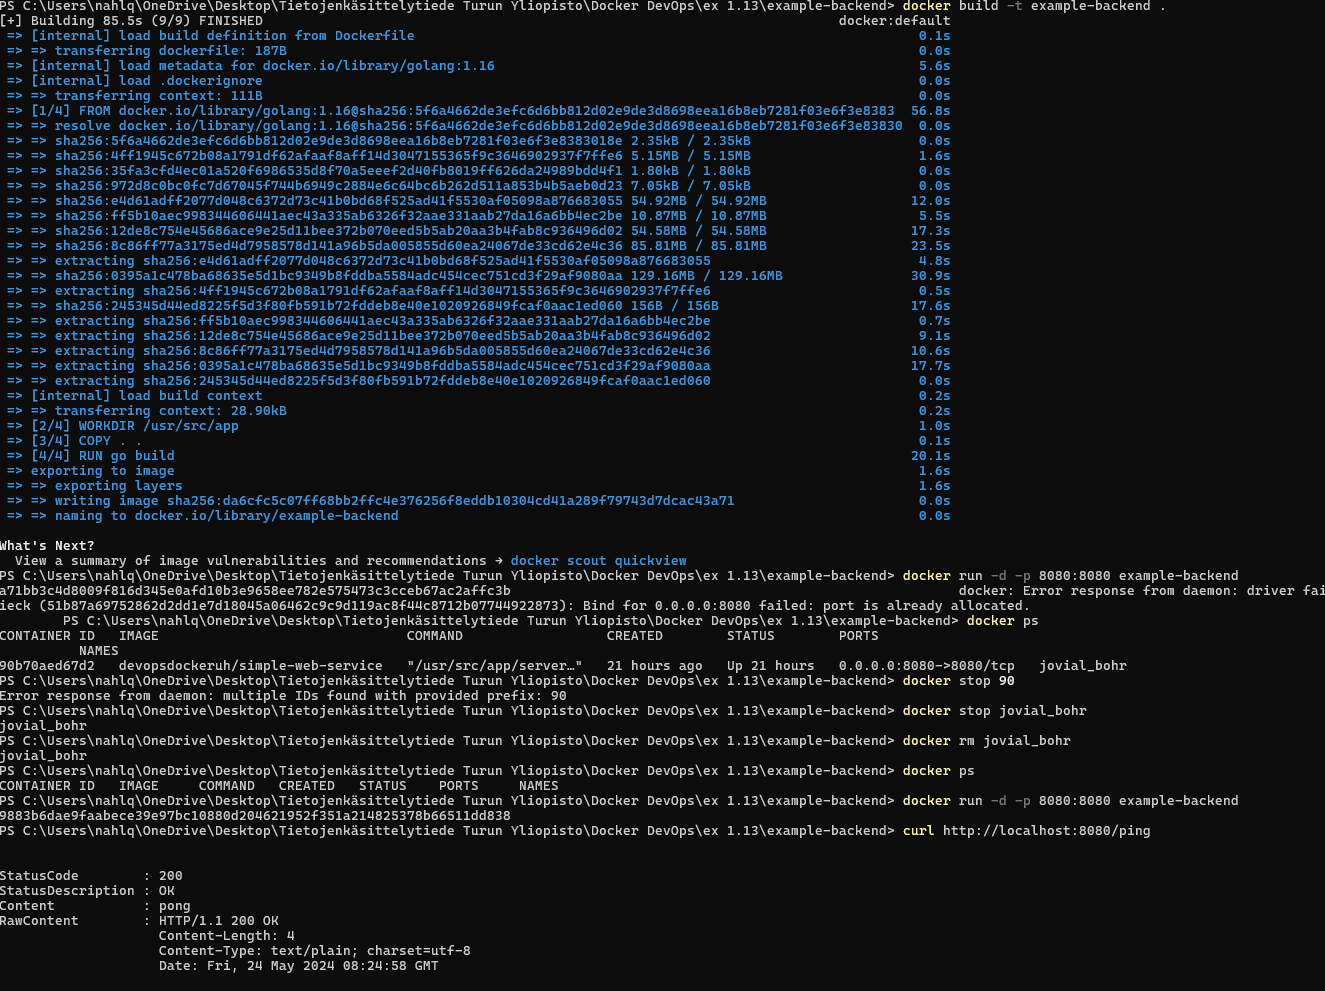 PS C:\Users\nahlq\OneDrive\Desktop\Tietojenkäsittelytiede Turun Yliopisto\Docker DevOps\ex 1.13\example-backend> docker build -t example-backend .
[+] Building 85.5s (9/9) FINISHED docker:default
=> [internal] load build definition from Dockerfile 0.1s
=> => transferring dockerfile: 187B 0.0s
=> [internal] load metadata for docker.io/library/golang:1.16 5.6s
=> [internal] load .dockerignore 0.0s
=> => transferring context: 111B 0.0s
=> [1/4] FROM docker.io/library/golang:1.16@sha256:5f6a4662de3efc6d6bb812d02e9de3d8698eea16b8eb7281f03e6f3e8383 56.8s
=> => resolve docker.io/library/golang:1.16@sha256:5f6a4662de3efc6d6bb812d02e9de3d8698eea16b8eb7281f03e6f3e83830 0.0s
=> => sha256:5f6a4662de3efc6d6bb812d02e9de3d8698eea16b8eb7281f03e6f3e8383018e 2.35kB / 2.35kB 0.0s
=> => sha256:4ff1945c672b08a1791df62afaaf8aff14d3047155365f9c3646902937f7ffe6 5.15MB / 5.15MB 1.6s
=> => sha256:35fa3cfd4ec01a520f6986535d8f70a5eeef2d40fb8019ff626da24989bdd4f1 1.80kB / 1.80kB 0.0s
=> => sha256:972d8c0bc0fc7d67045f744b6949c2884e6c64bc6b262d511a853b4b5aeb0d23 7.05kB / 7.05kB 0.0s
=> => sha256:e4d61adff2077d048c6372d73c41b0bd68f525ad41f5530af05098a876683055 54.92MB / 54.92MB 12.0s
=> => sha256:ff5b10aec998344606441aec43a335ab6326f32aae331aab27da16a6bb4ec2be 10.87MB / 10.87MB 5.5s
=> => sha256:12de8c754e45686ace9e25d11bee372b070eed5b5ab20aa3b4fab8c936496d02 54.58MB / 54.58MB 17.3s
=> => sha256:8c86ff77a3175ed4d7958578d141a96b5da005855d60ea24067de33cd62e4c36 85.81MB / 85.81MB 23.5s
=> => extracting sha256:e4d61adff2077d048c6372d73c41b0bd68f525ad41f5530af05098a876683055 4.8s
=> => sha256:0395a1c478ba68635e5d1bc9349b8fddba5584adc454cec751cd3f29af9080aa 129.16MB / 129.16MB 30.9s
=> => extracting sha256:4ff1945c672b08a1791df62afaaf8aff14d3047155365f9c3646902937f7ffe6 0.5s
=> => sha256:245345d44ed8225f5d3f80fb591b72fddeb8e40e1020926849fcaf0aac1ed060 156B / 156B 17.6s
=> => extracting sha256:ff5b10aec998344606441aec43a335ab6326f32aae331aab27da16a6bb4ec2be 0.7s
=> => extracting sha256:12de8c754e45686ace9e25d11bee372b070eed5b5ab20aa3b4fab8c936496d02 9.1s
=> => extracting sha256:8c86ff77a3175ed4d7958578d141a96b5da005855d60ea24067de33cd62e4c36 10.6s
=> => extracting sha256:0395a1c478ba68635e5d1bc9349b8fddba5584adc454cec751cd3f29af9080aa 17.7s
=> => extracting sha256:245345d44ed8225f5d3f80fb591b72fddeb8e40e1020926849fcaf0aac1ed060 0.0s
=> [internal] load build context 0.2s
=> => transferring context: 28.90kB 0.2s
=> [2/4] WORKDIR /usr/src/app 1.0s
=> [3/4] COPY . . 0.1s
=> [4/4] RUN go build 20.1s
=> exporting to image 1.6s
=> => exporting layers 1.6s
=> => writing image sha256:da6cfc5c07ff68bb2ffc4e376256f8eddb10304cd41a289f79743d7dcac43a71 0.0s
=> => naming to docker.io/library/example-backend 0.0s
What's Next?
View a summary of image vulnerabilities and recommendations → docker scout quickview
PS C:\Users\nahlq\OneDrive\Desktop\Tietojenkäsittelytiede Turun Yliopisto\Docker DevOps\ex 1.13\example-backend> docker run -d -p 8080:8080 example-backend
a71bb3c4d8009f816d345e0afd10b3e9658ee782e575473c3cceb67ac2affc3b docker: Error response from daemon: driver fai
ieck (51b87a69752862d2dd1e7d18045a06462c9c9d119ac8f44c8712b07744922873): Bind for 0.0.0.0:8080 failed: port is already allocated.
PS C:\Users\nahlq\OneDrive\Desktop\Tietojenkäsittelytiede Turun Yliopisto\Docker DevOps\ex 1.13\example-backend> docker ps
CONTAINER ID IMAGE COMMAND CREATED STATUS PORTS
NAMES
90b70aed67d2 devopsdockeruh/simple-web-service "/usr/src/app/server…" 21 hours ago Up 21 hours 0.0.0.0:8080->8080/tcp jovial_bohr
PS C:\Users\nahlq\OneDrive\Desktop\Tietojenkäsittelytiede Turun Yliopisto\Docker DevOps\ex 1.13\example-backend> docker stop 90
Error response from daemon: multiple IDs found with provided prefix: 90
PS C:\Users\nahlq\OneDrive\Desktop\Tietojenkäsittelytiede Turun Yliopisto\Docker DevOps\ex 1.13\example-backend> docker stop jovial_bohr
jovial_bohr
PS C:\Users\nahlq\OneDrive\Desktop\Tietojenkäsittelytiede Turun Yliopisto\Docker DevOps\ex 1.13\example-backend> docker rm jovial_bohr
jovial_bohr
PS C:\Users\nahlq\OneDrive\Desktop\Tietojenkäsittelytiede Turun Yliopisto\Docker DevOps\ex 1.13\example-backend> docker ps
CONTAINER ID IMAGE COMMAND CREATED STATUS PORTS NAMES
PS C:\Users\nahlq\OneDrive\Desktop\Tietojenkäsittelytiede Turun Yliopisto\Docker DevOps\ex 1.13\example-backend> docker run -d -p 8080:8080 example-backend
9883b6dae9faabece39e97bc10880d204621952f351a214825378b66511dd838
PS C:\Users\nahlq\OneDrive\Desktop\Tietojenkäsittelytiede Turun Yliopisto\Docker DevOps\ex 1.13\example-backend> curl http://localhost:8080/ping
StatusCode : 200
StatusDescription : OK
Content : pong
RawContent : HTTP/1.1 200 OK
Content-Length: 4
Content-Type: text/plain; charset=utf-8
Date: Fri, 24 May 2024 08:24:58 GMT